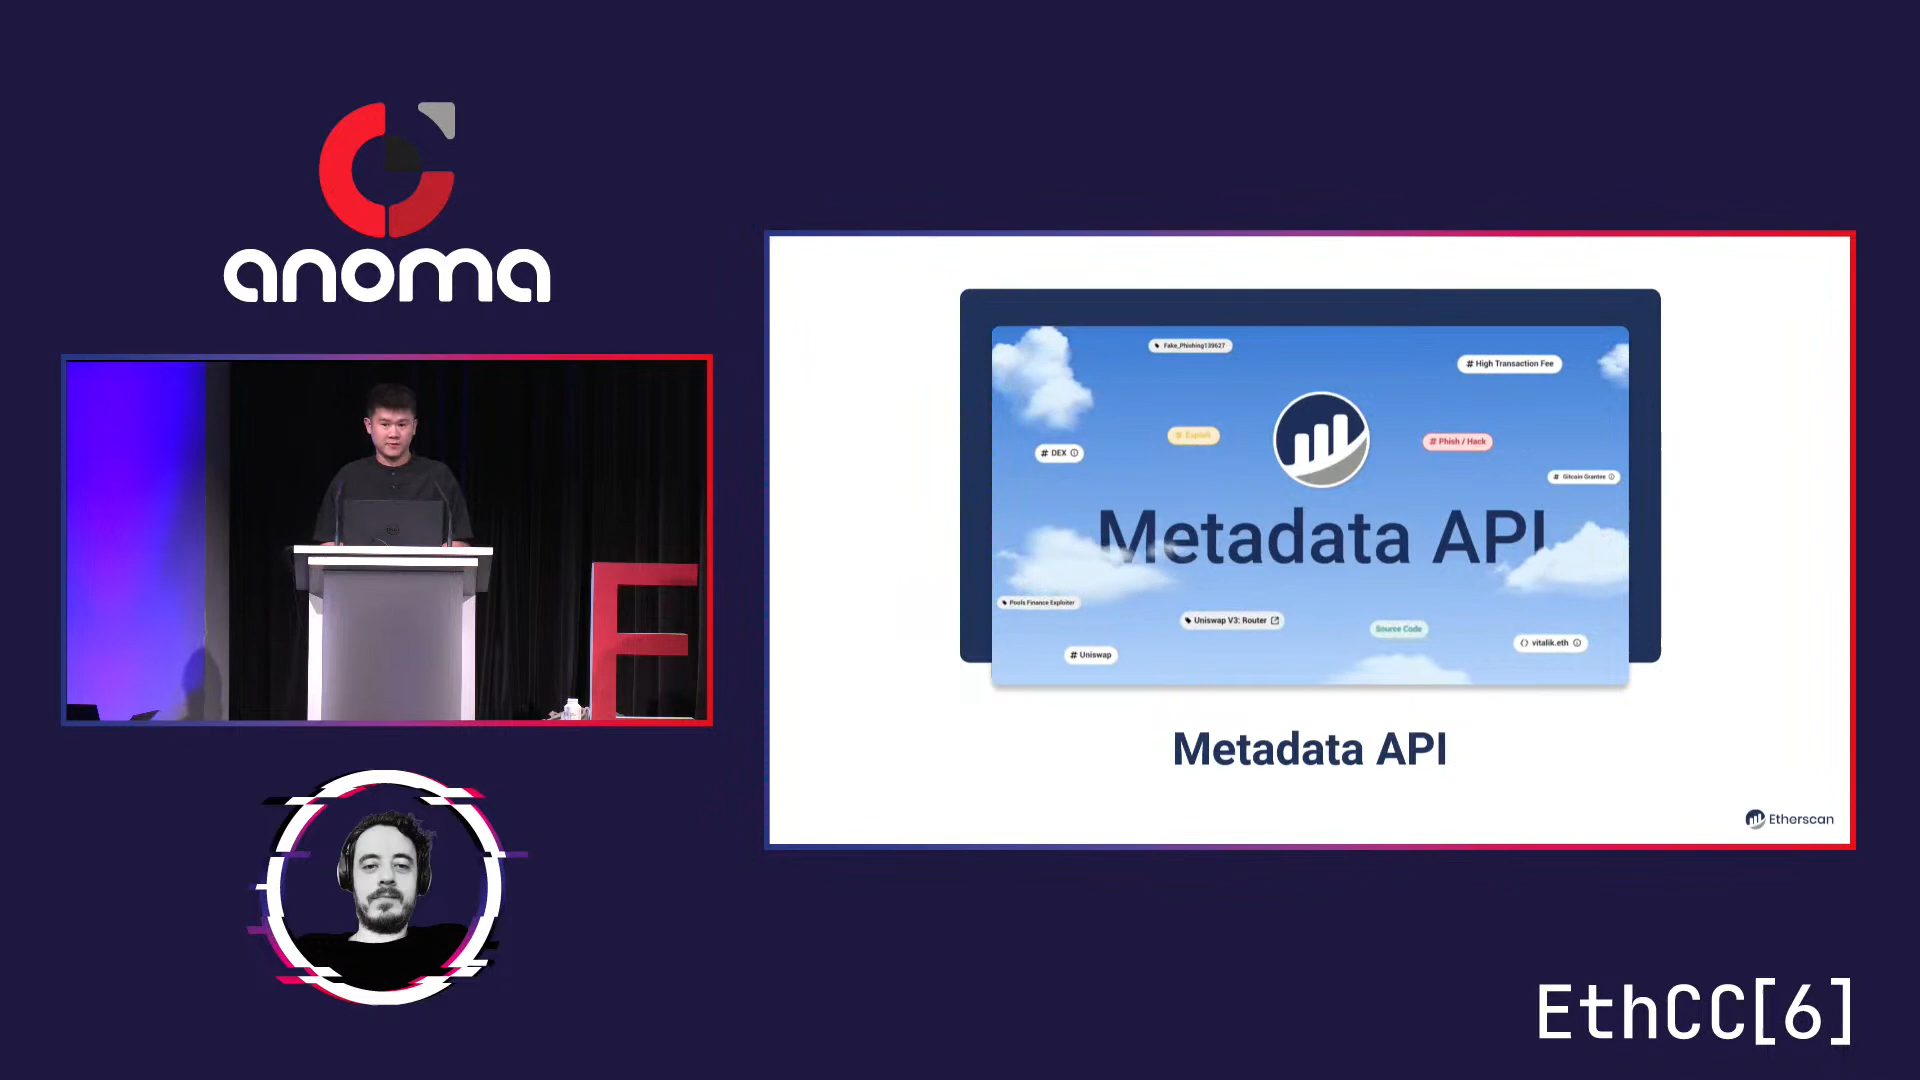 anoma
E
Fake_Phishing139627
# High Transaction Fee
# Exploit
# Phish / Hack
# DEX
# Gitcoin Grantee
Metadata API
Pools Finance Exploiter
Uniswap V3: Router
Source Code
vitalik.eth
# Uniswap
Metadata API
Etherscan
EthCC[6]